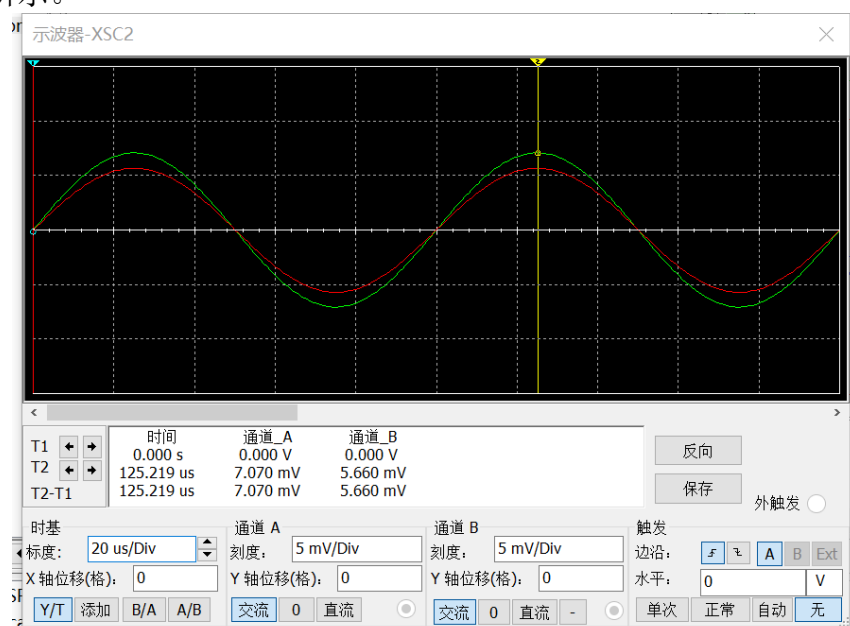 示波器-XSC2
1
2
时间 通道_A 通道_B
T1 0.000 s 0.000 V 0.000 V
T2 125.219 us 7.070 mV 5.660 mV
T2-T1 125.219 us 7.070 mV 5.660 mV
反向
保存
外触发
时基 通道 A 通道 B 触发
标度: 20 us/Div 刻度: 5 mV/Div 刻度: 5 mV/Div 边沿: A B Ext
X 轴位移(格): 0 Y 轴位移(格): 0 Y 轴位移(格): 0 水平: 0 V
Y/T 添加 B/A A/B 交流 0 直流 交流 0 直流 - 单次 正常 自动 无